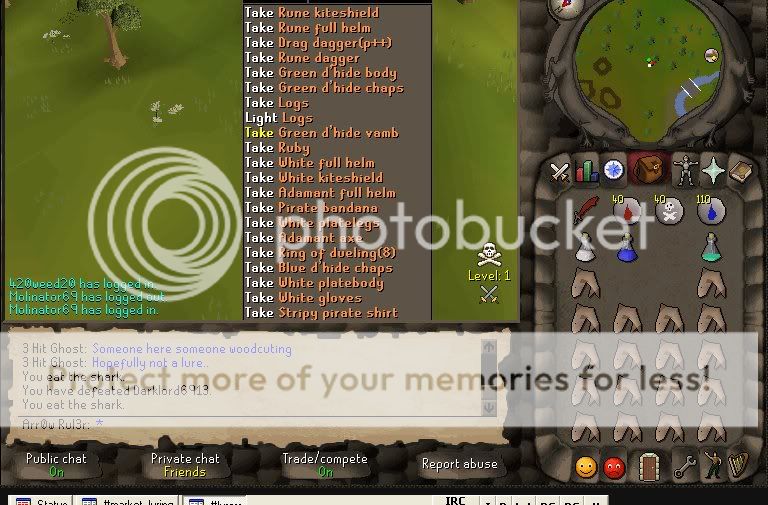 Take Rune kiteshield
Take Rune full helm
Take Drag dagger(p++)
Take Rune dagger
Take Green d'hide body
Take Green d'hide chaps
Take Logs
Light Logs
Take Green d'hide vamb
Take Ruby
Take White full helm
Take White kiteshield
Take Adamant full helm
Take Pirate bandana
Take White platelegs
Take Adamant axe
Take Ring of dueling(8)
Take Blue d'hide chaps
Take White platebody
Take White gloves
Take Stripy pirate shirt
40
40
110
Level: 1
420weed20 has logged in.
Molinator69 has logged out.
Molinator69 has logged in.
photobucket
3 Hit Ghost: Someone here someone woodcuting
3 Hit Ghost: Hopefully not a lure..
You eat the shark.
You have defeated Darklord6913.
You eat the shark.
Arr0w Rul3r: *
Protect more of your memories for less!
Public chat
On
Private chat
Friends
Trade/compete
On
Report abuse
Status
#market_luring
IRC